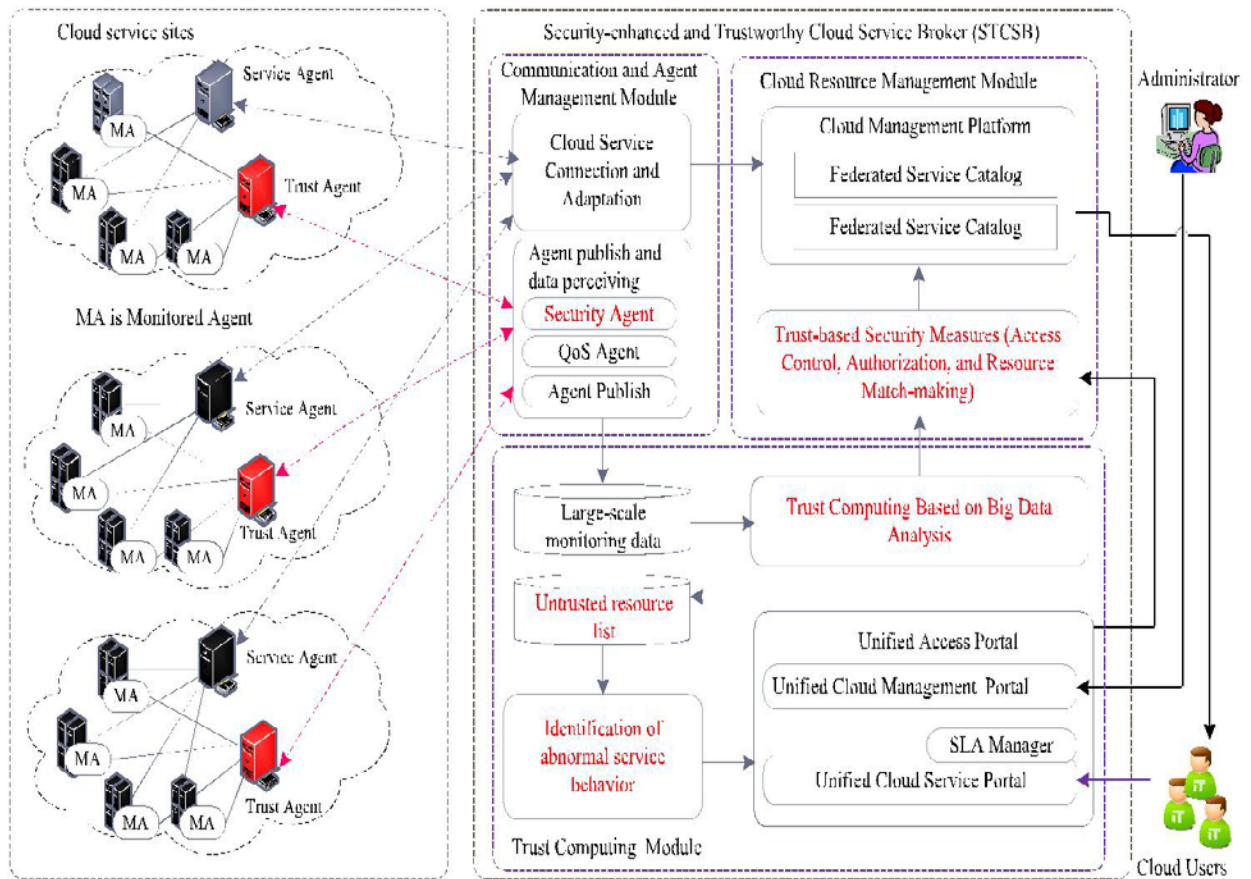 Cloud service sites
Service Agent
MA
MA
Trust Agent
MA
MA
MA
MA is Monitored Agent
MA
Service Agent
MA
Trust Agent
MA
MA
Service Agent
MA
MA
Trust Agent
MA
MA
Security-enhanced and Trustworthy Cloud Service Broker (STCSB)
Communication and Agent
Management Module
Cloud Service
Connection and
Adaptation
Agent publish and
data perceiving
Security Agent
QoS Agent
Agent Publish
Cloud Resource Management Module
Cloud Management Platform
Federated Service Catalog
Federated Service Catalog
Trust-based Security Measures (Access
Control, Authorization, and Resource
Match-making)
Large-scale
monitoring data
Trust Computing Based on Big Data
Analysis
Untrusted resource
list
Identification of
abnormal service
behavior
Unified Access Portal
Unified Cloud Management Portal
SLA Manager
Unified Cloud Service Portal
Trust Computing Module
Administrator
iT
iT
iT
Cloud Users